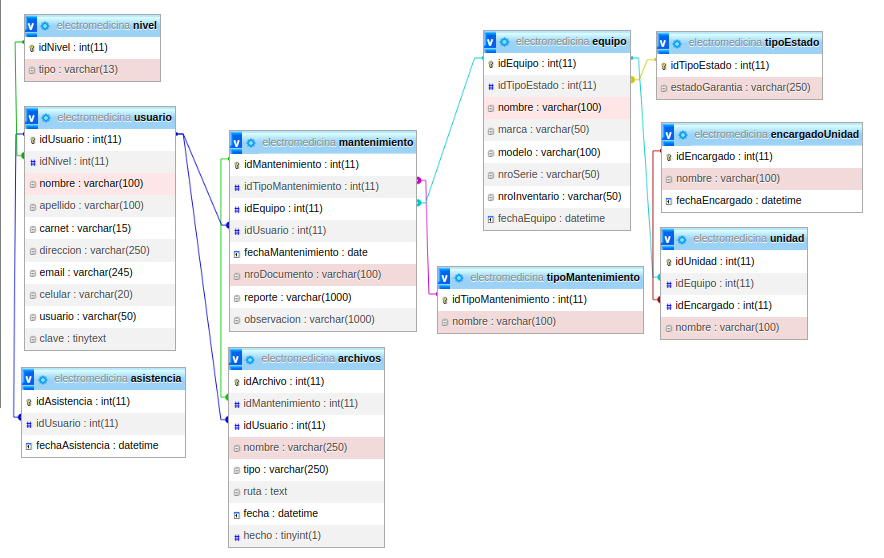 electromedicina nivel
idNivel : int(11)
tipo : varchar(13)
electromedicina usuario
idUsuario : int(11)
idNivel : int(11)
nombre : varchar(100)
apellido : varchar(100)
carnet : varchar(15)
direccion : varchar(250)
email : varchar(245)
celular : varchar(20)
usuario : varchar(50)
clave : tinytext
electromedicina asistencia
idAsistencia : int(11)
idUsuario : int(11)
fechaAsistencia : datetime
electromedicina mantenimiento
idMantenimiento : int(11)
idTipoMantenimiento : int(11)
idEquipo : int(11)
idUsuario : int(11)
fechaMantenimiento : date
nroDocumento : varchar(100)
reporte : varchar(1000)
observacion : varchar(1000)
electromedicina archivos
idArchivo : int(11)
idMantenimiento : int(11)
idUsuario : int(11)
nombre : varchar(250)
tipo : varchar(250)
ruta : text
fecha : datetime
hecho : tinyint(1)
electromedicina equipo
idEquipo : int(11)
idTipoEstado : int(11)
nombre : varchar(100)
marca : varchar(50)
modelo : varchar(100)
nroSerie : varchar(50)
nroInventario : varchar(50)
fechaEquipo : datetime
electromedicina tipoMantenimiento
idTipoMantenimiento : int(11)
nombre : varchar(100)
electromedicina tipoEstado
idTipoEstado : int(11)
estadoGarantia : varchar(250)
electromedicina encargadoUnidad
idEncargado : int(11)
nombre : varchar(100)
fechaEncargado : datetime
electromedicina unidad
idUnidad : int(11)
idEquipo : int(11)
idEncargado : int(11)
nombre : varchar(100)